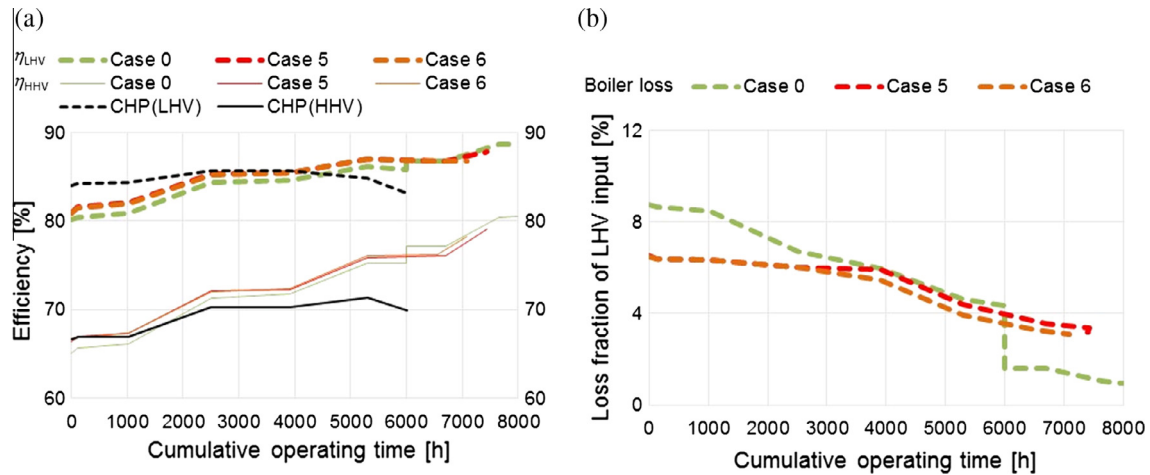 (a)
ηLHV Case 0 Case 5 Case 6
ηHHV Case 0 Case 5 Case 6
CHP(LHV) CHP(HHV)
90 90
80 80
70 70
60 60
Efficiency [%]
0 1000 2000 3000 4000 5000 6000 7000 8000
Cumulative operating time [h]
(b)
Boiler loss Case 0 Case 5 Case 6
12
8
4
0
Loss fraction of LHV input [%]
0 1000 2000 3000 4000 5000 6000 7000 8000
Cumulative operating time [h]